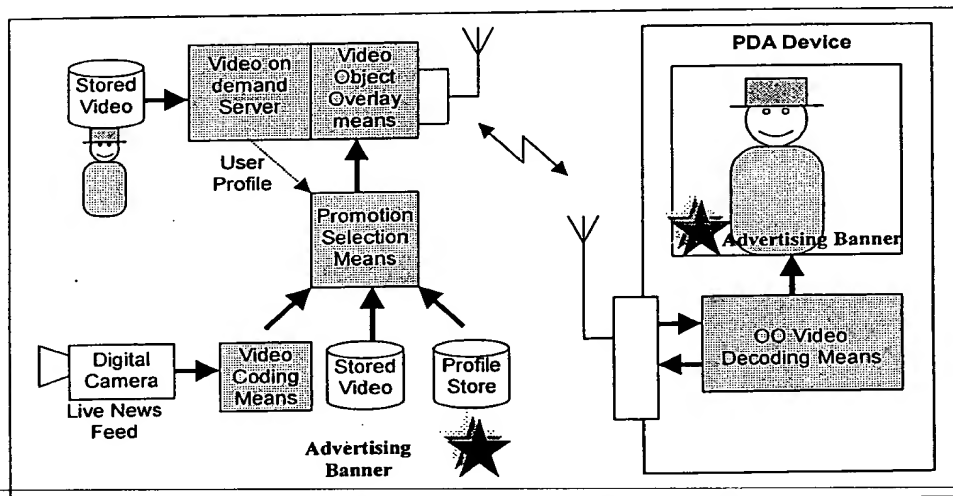 Stored
Video
Video on
demand
Server
Video
Object
Overlay
means
User
Profile
Promotion
Selection
Means
Digital
Camera
Live News
Feed
Video
Coding
Means
Stored
Video
Profile
Store
Advertising
Banner
PDA Device
Advertising Banner
OO Video
Decoding Means